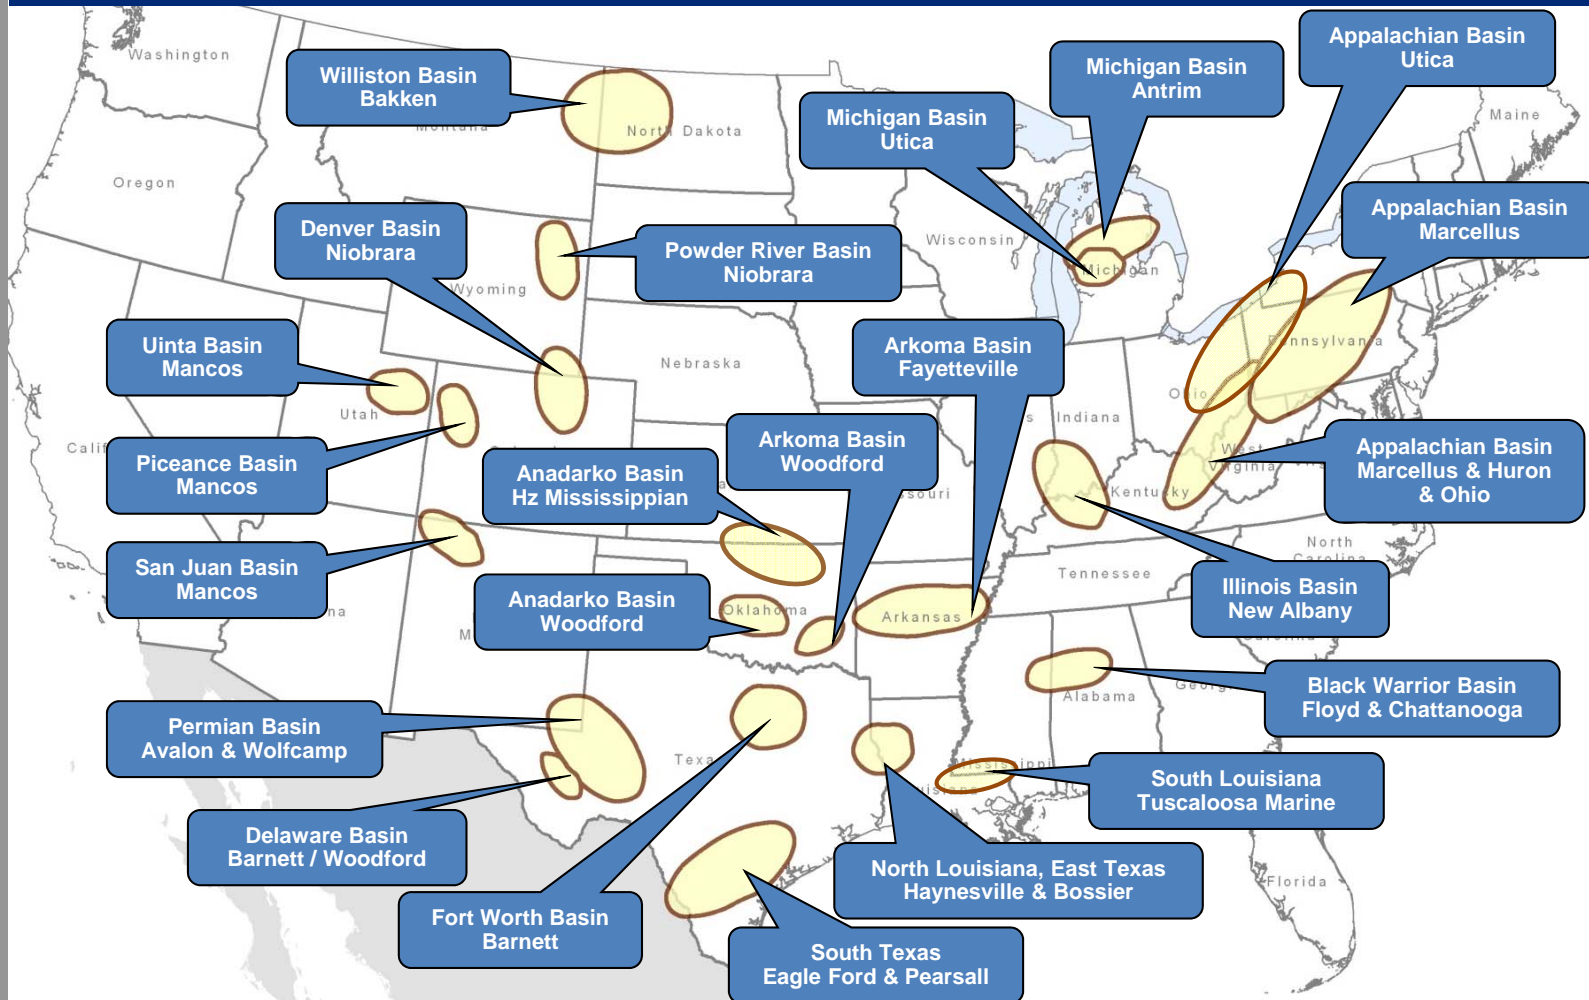 Washington
Appalachian Basin
Utica
Michigan Basin
Antrim
Williston Basin
Bakken
Montana
North Dakota
Michigan Basin
Utica
Maine
Oregon
Appalachian Basin
Marcellus
Denver Basin
Niobrara
Powder River Basin
Niobrara
Wisconsin
Michigan
Wyoming
Uinta Basin
Mancos
Nebraska
Arkoma Basin
Fayetteville
Pennsylvania
Utah
Ohio
Indiana
Piceance Basin
Mancos
Anadarko Basin
Hz Mississippian
Arkoma Basin
Woodford
Kentucky
West
Virginia
Appalachian Basin
Marcellus & Huron
& Ohio
San Juan Basin
Mancos
North
Carolina
Tennessee
Illinois Basin
New Albany
Anadarko Basin
Woodford
Oklahoma
Arkansas
Carolina
Alabama
Georgia
Black Warrior Basin
Floyd & Chattanooga
Permian Basin
Avalon & Wolfcamp
Texas
Mississippi
Louisiana
South Louisiana
Tuscaloosa Marine
Delaware Basin
Barnett / Woodford
North Louisiana, East Texas
Haynesville & Bossier
Florida
Fort Worth Basin
Barnett
South Texas
Eagle Ford & Pearsall